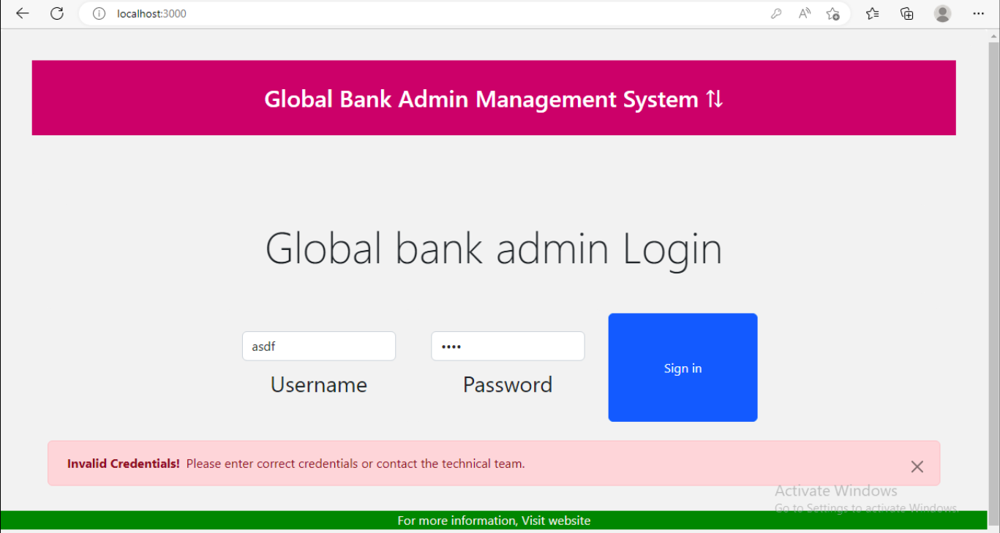 localhost:3000
Global Bank Admin Management System ⇅
Global bank admin Login
asdf
••••
Sign in
Username
Password
Invalid Credentials! Please enter correct credentials or contact the technical team.
Activate Windows
Go to Settings to activate Windows.
For more information, Visit website